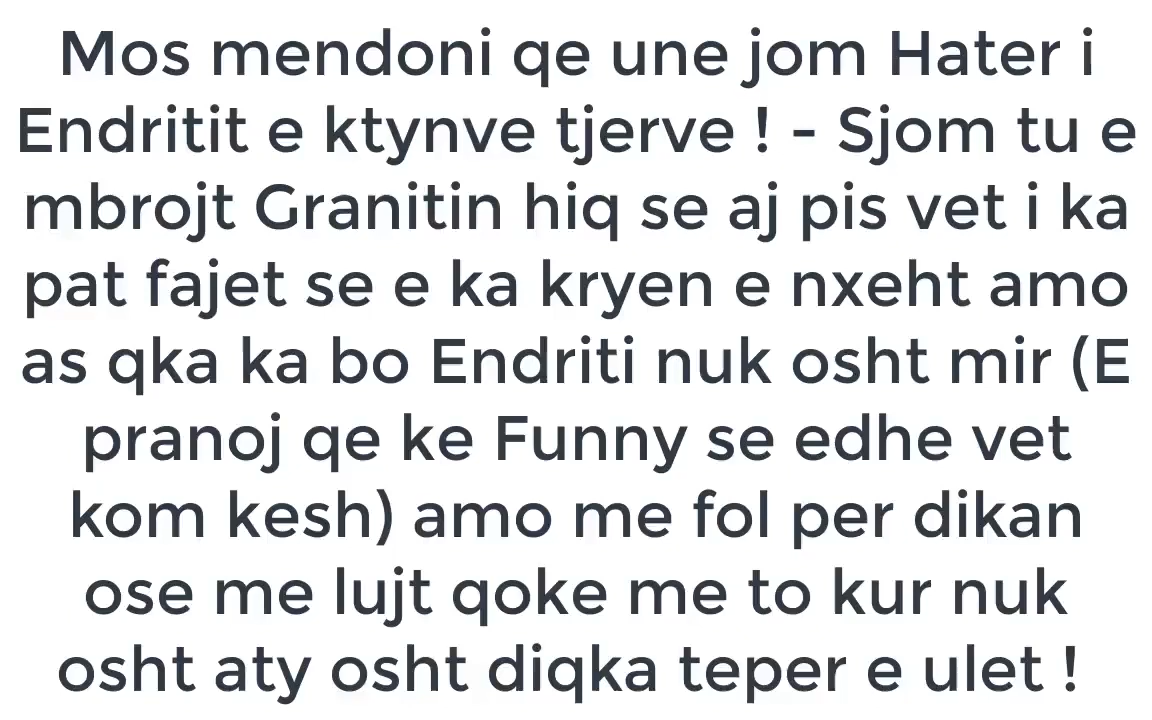 Mos mendoni qe une jom Hater i
Endritit e ktynve tjerve ! - Sjom tu e
mbrojt Granitin hiq se aj pis vet i ka
pat fajet se e ka kryen e nxeht amo
as qka ka bo Endriti nuk osht mir (E
pranoj qe ke Funny se edhe vet
kom kesh) amo me fol per dikan
ose me lujt qoke me to kur nuk
osht aty osht diqka teper e ulet !